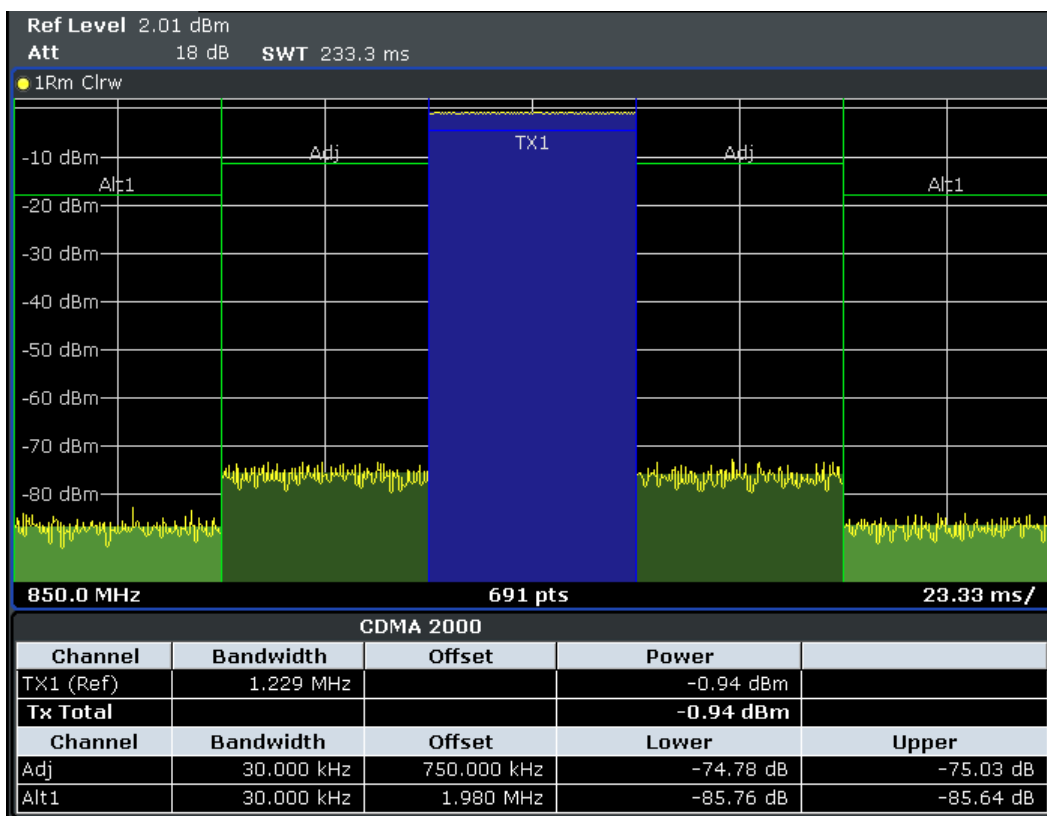 Ref Level 2.01 dBm
Att 18 dB SWT 233.3 ms
1Rm Clrw
TX1
-10 dBm Adj Adj
Alt1 Alt1
-20 dBm
-30 dBm
-40 dBm
-50 dBm
-60 dBm
-70 dBm
-80 dBm
850.0 MHz 691 pts 23.33 ms/
CDMA 2000
Channel Bandwidth Offset Power
TX1 (Ref) 1.229 MHz -0.94 dBm
Tx Total -0.94 dBm
Channel Bandwidth Offset Lower Upper
Adj 30.000 kHz 750.000 kHz -74.78 dB -75.03 dB
Alt1 30.000 kHz 1.980 MHz -85.76 dB -85.64 dB